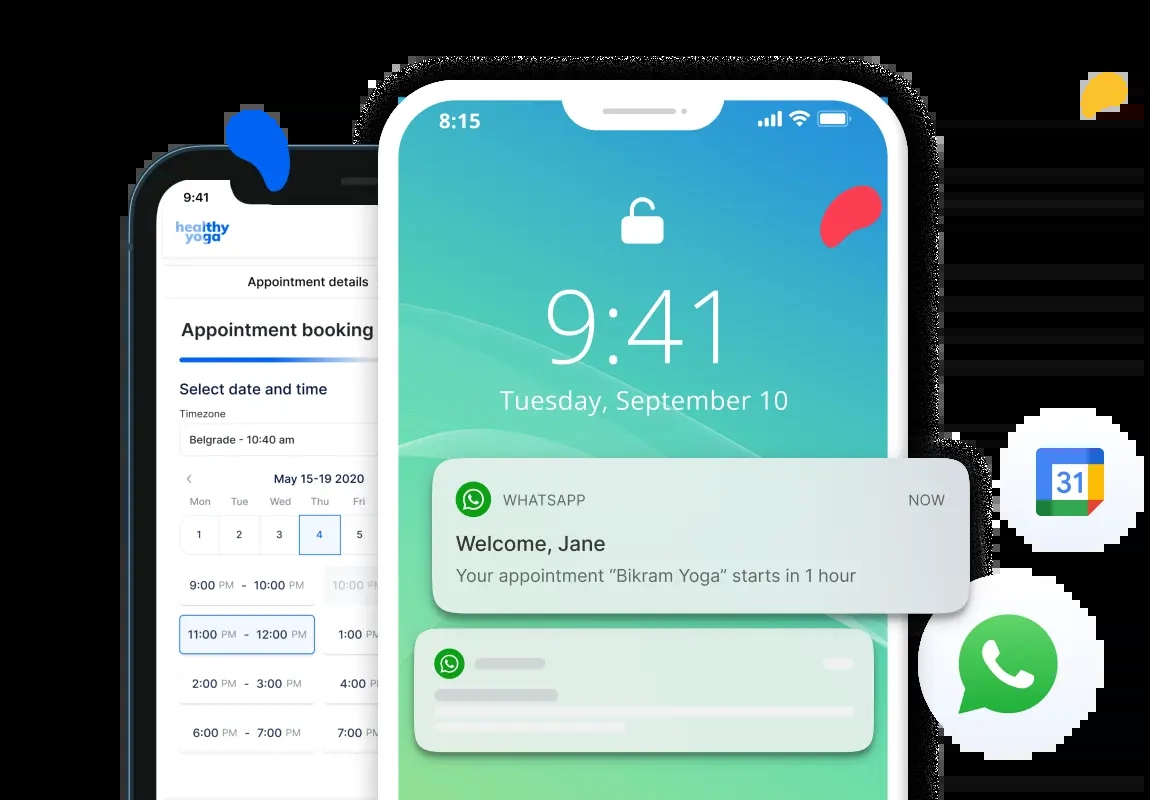 9:41
healthy
yoga
Appointment details
Appointment booking
Select date and time
Timezone
Belgrade - 10:40 am
< May 15-19 2020
Mon Tue Wed Thu Fri
1 2 3 4 5
9:00 PM - 10:00 PM 10:00
11:00 PM - 12:00 PM 1:00 PM
2:00 PM - 3:00 PM 4:00
6:00 PM - 7:00 PM 7:00 PM
8:15
9:41
Tuesday, September 10
WHATSAPP NOW
Welcome, Jane
Your appointment “Bikram Yoga” starts in 1 hour
31